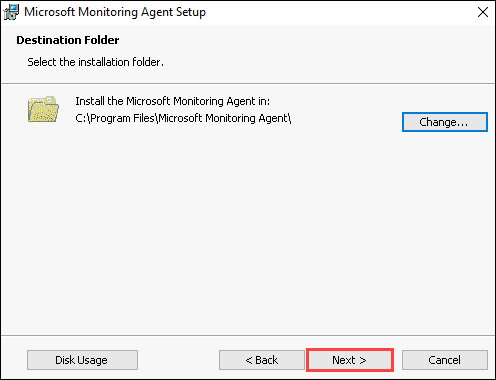 Microsoft Monitoring Agent Setup
Destination Folder
Select the installation folder.
Install the Microsoft Monitoring Agent in:
C:\Program Files\Microsoft Monitoring Agent\
Change...
Disk Usage
< Back
Next >
Cancel